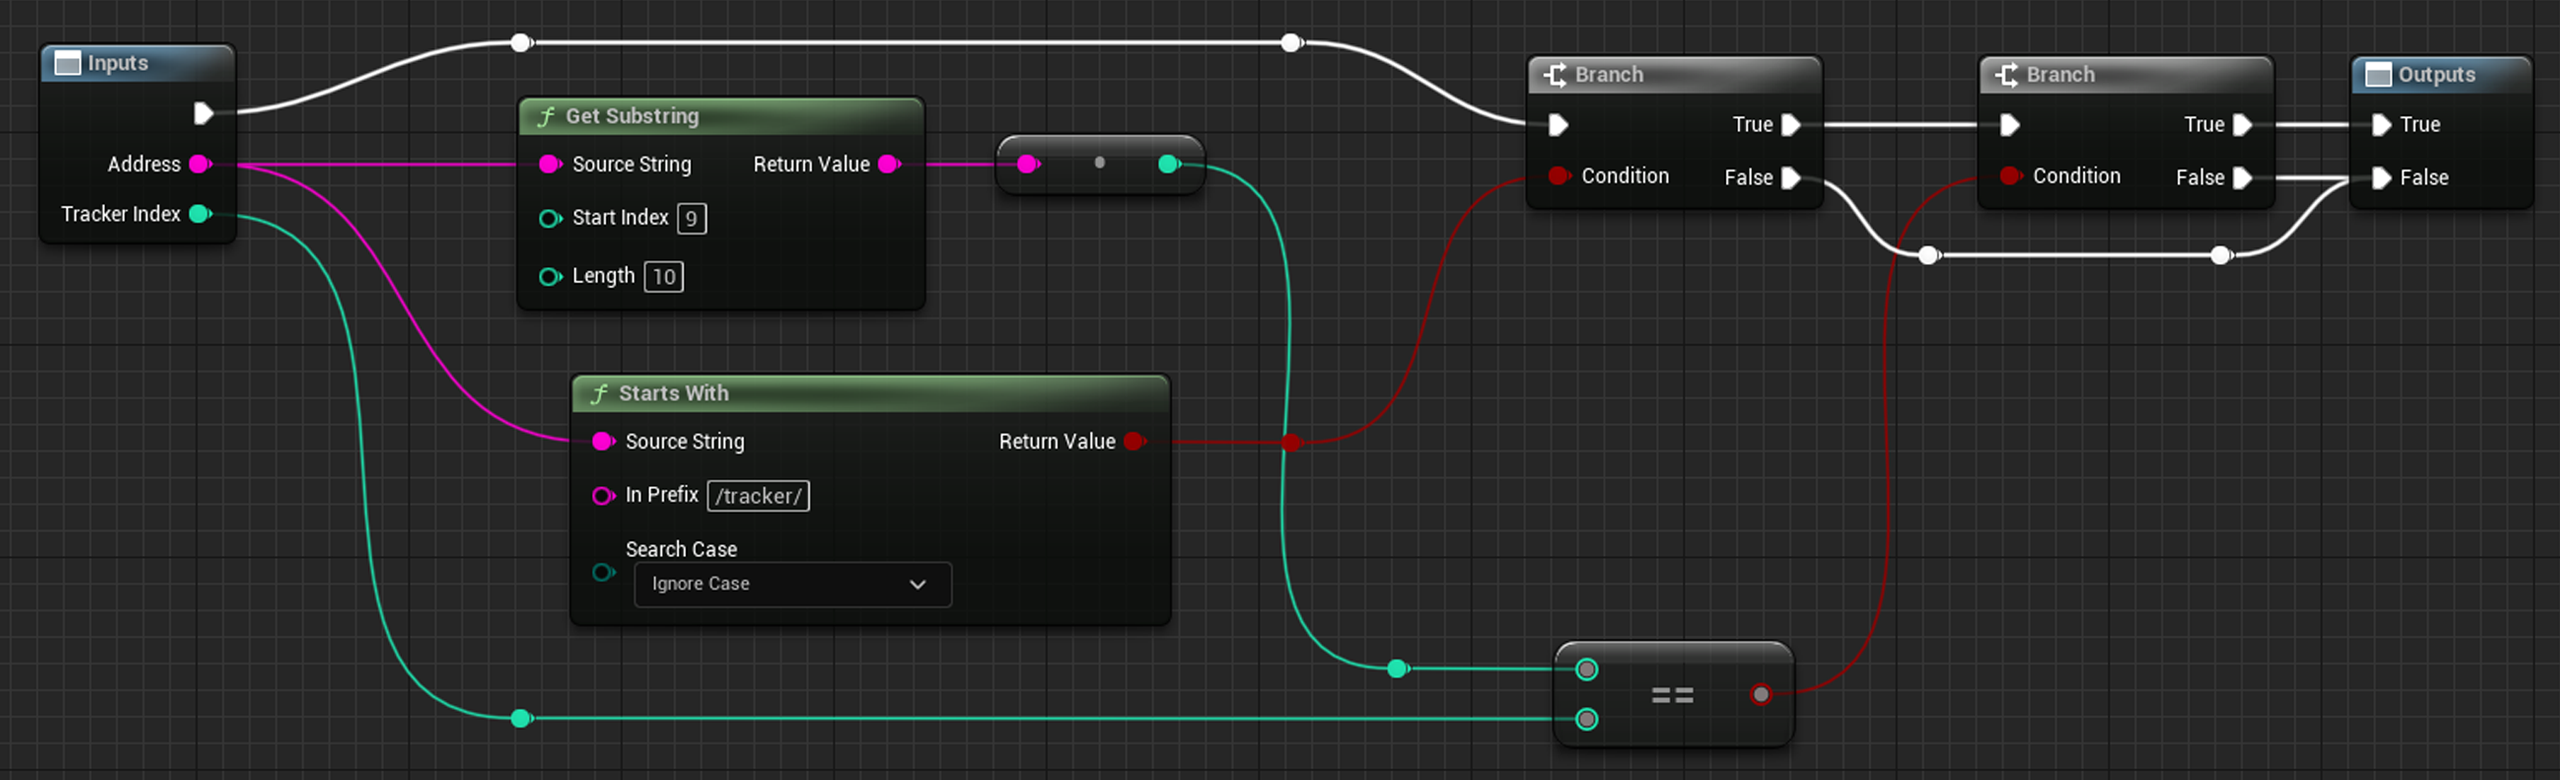 Inputs
Address
Tracker Index
Get Substring
Source String Return Value
Start Index 9
Length 10
Starts With
Source String Return Value
In Prefix /tracker/
Search Case
Ignore Case
Branch
True
Condition False
==
Branch
True
Condition False
Outputs
True
False